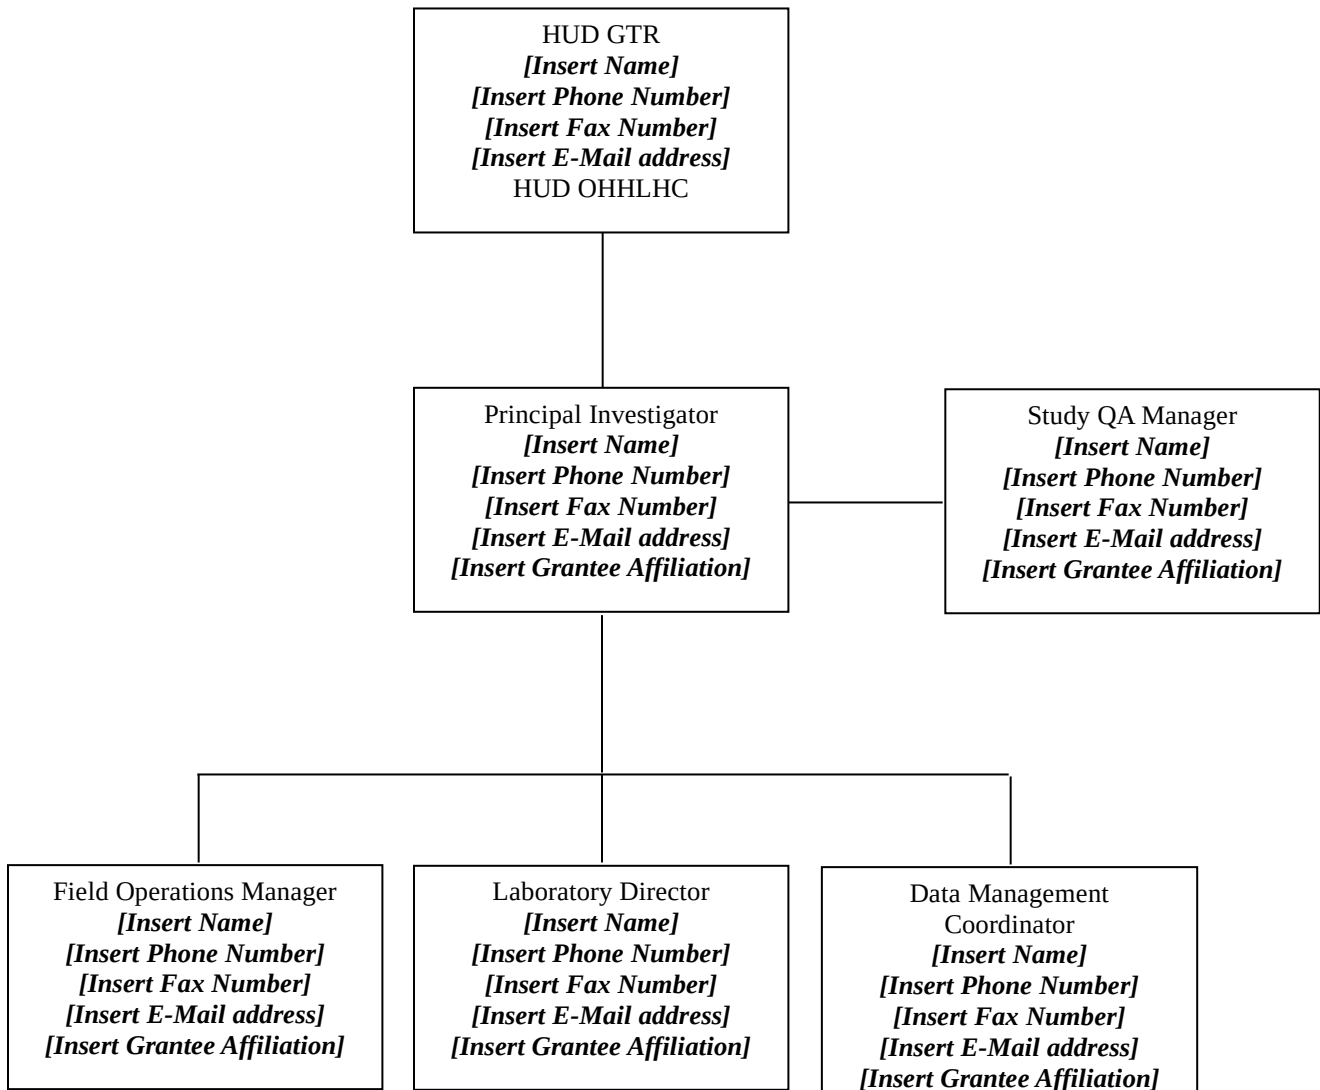 HUD GTR
[Insert Name]
[Insert Phone Number]
[Insert Fax Number]
[Insert E-Mail address]
HUD OHHLHC
Principal Investigator
[Insert Name]
[Insert Phone Number]
[Insert Fax Number]
[Insert E-Mail address]
[Insert Grantee Affiliation]
Study QA Manager
[Insert Name]
[Insert Phone Number]
[Insert Fax Number]
[Insert E-Mail address]
[Insert Grantee Affiliation]
Field Operations Manager
[Insert Name]
[Insert Phone Number]
[Insert Fax Number]
[Insert E-Mail address]
[Insert Grantee Affiliation]
Laboratory Director
[Insert Name]
[Insert Phone Number]
[Insert Fax Number]
[Insert E-Mail address]
[Insert Grantee Affiliation]
Data Management
Coordinator
[Insert Name]
[Insert Phone Number]
[Insert Fax Number]
[Insert E-Mail address]
[Insert Grantee Affiliation]